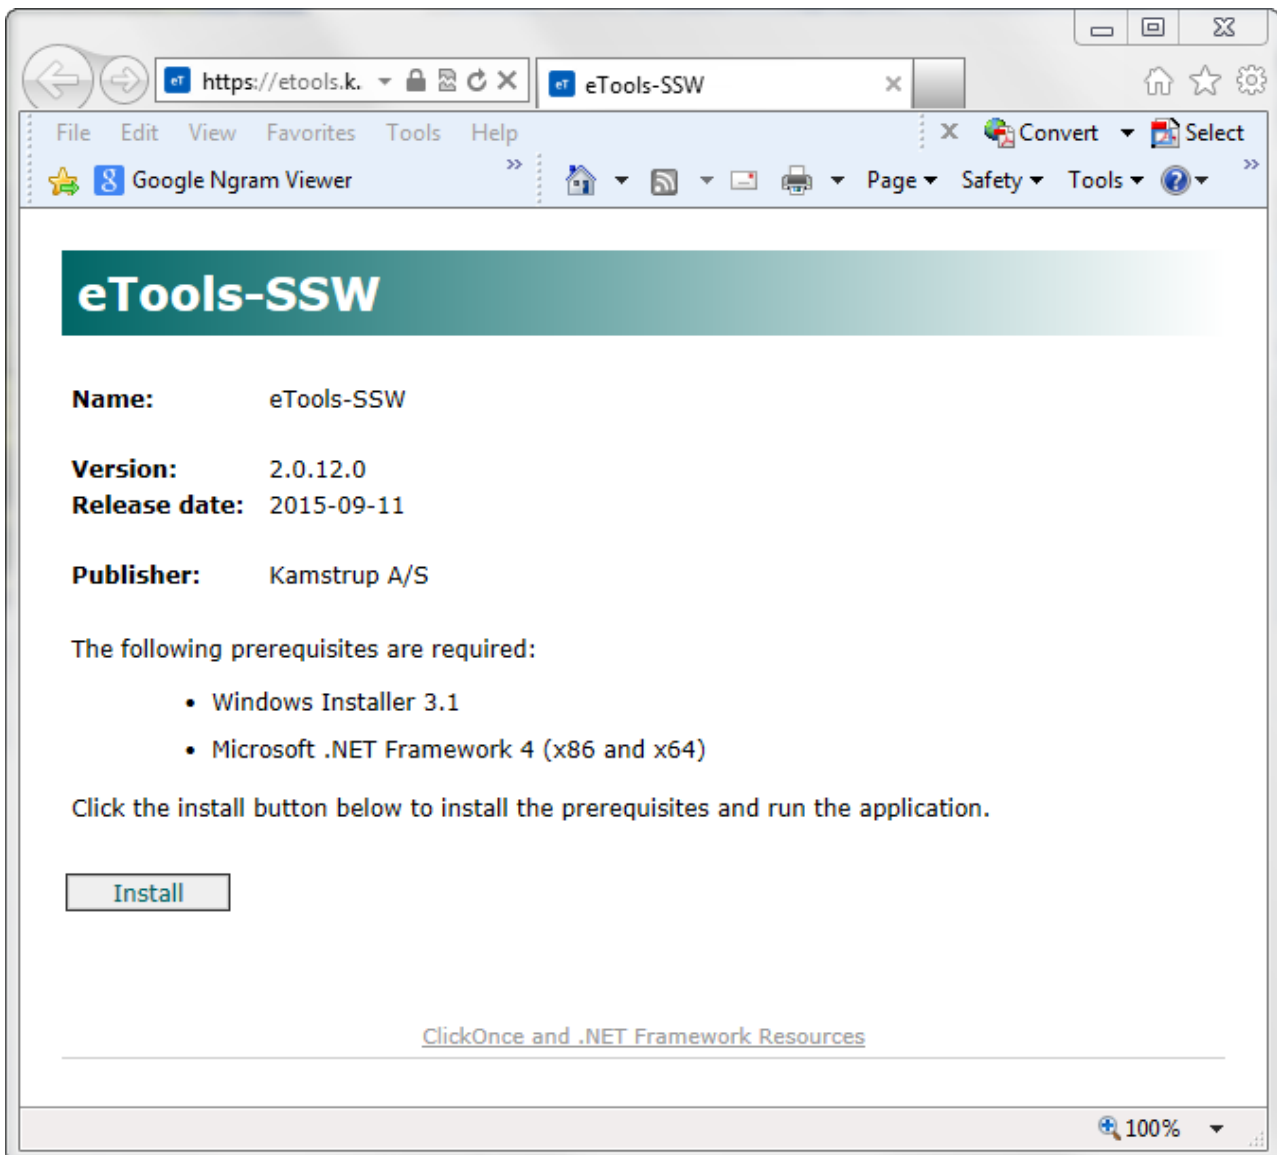 eT https://etools.k. eT eTools-SSW
File Edit View Favorites Tools Help Convert Select
8 Google Ngram Viewer » Page Safety Tools »
eTools-SSW
Name: eTools-SSW
Version: 2.0.12.0
Release date: 2015-09-11
Publisher: Kamstrup A/S
The following prerequisites are required:
• Windows Installer 3.1
• Microsoft .NET Framework 4 (x86 and x64)
Click the install button below to install the prerequisites and run the application.
Install
ClickOnce and .NET Framework Resources
100%